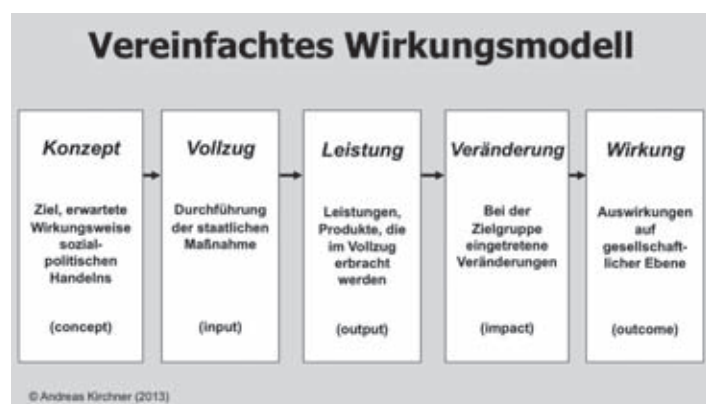 Vereinfachtes Wirkungsmodell
Konzept
Ziel, erwartete
Wirkungsweise
sozial-
politischen
Handelns
(concept)
Vollzug
Durchführung
der staatlichen
Maßnahme
(input)
Leistung
Leistungen,
Produkte, die
im Vollzug
erbracht
werden
(output)
Veränderung
Bei der
Zielgruppe
eingetretene
Veränderungen
(impact)
Wirkung
Auswirkungen
auf
gesellschaft-
licher Ebene
(outcome)
© Andreas Kirchner (2013)